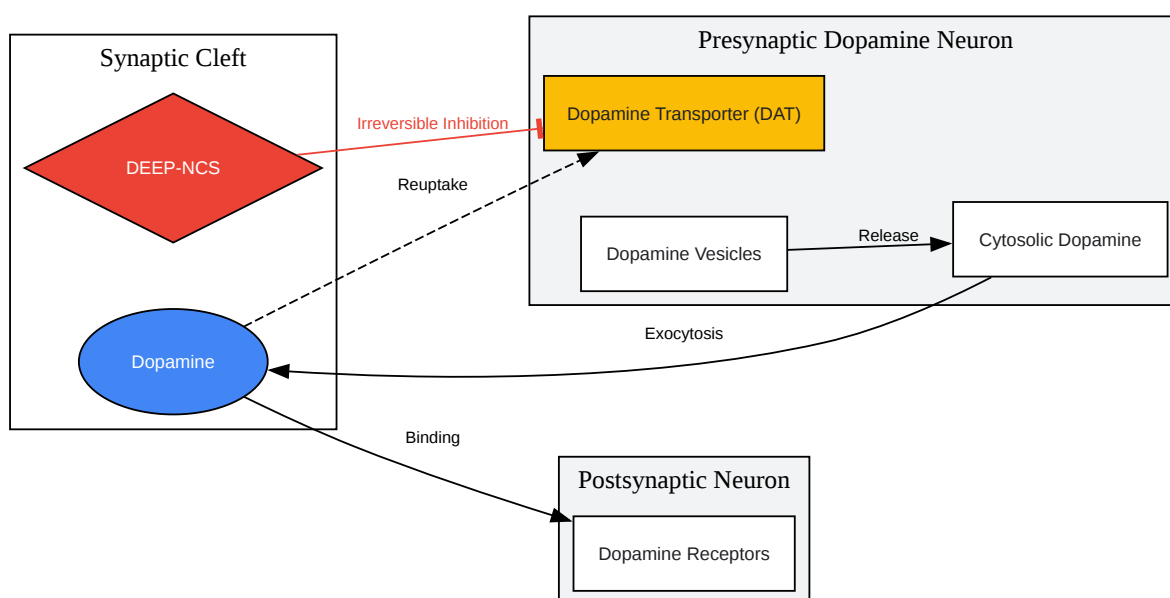 Synaptic Cleft
DEEP-NCS
Dopamine
Irreversible Inhibition
Reuptake
Presynaptic Dopamine Neuron
Dopamine Transporter (DAT)
Dopamine Vesicles
Release
Cytosolic Dopamine
Exocytosis
Binding
Postsynaptic Neuron
Dopamine Receptors